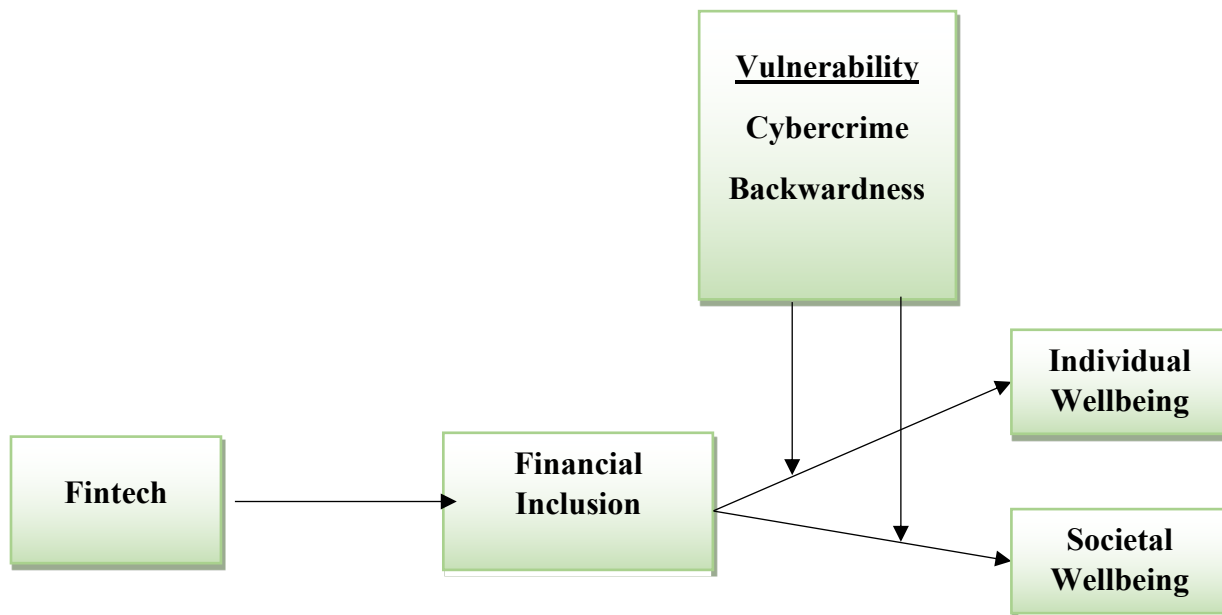 Vulnerability
Cybercrime
Backwardness
Individual
Wellbeing
Fintech
Financial
Inclusion
Societal
Wellbeing